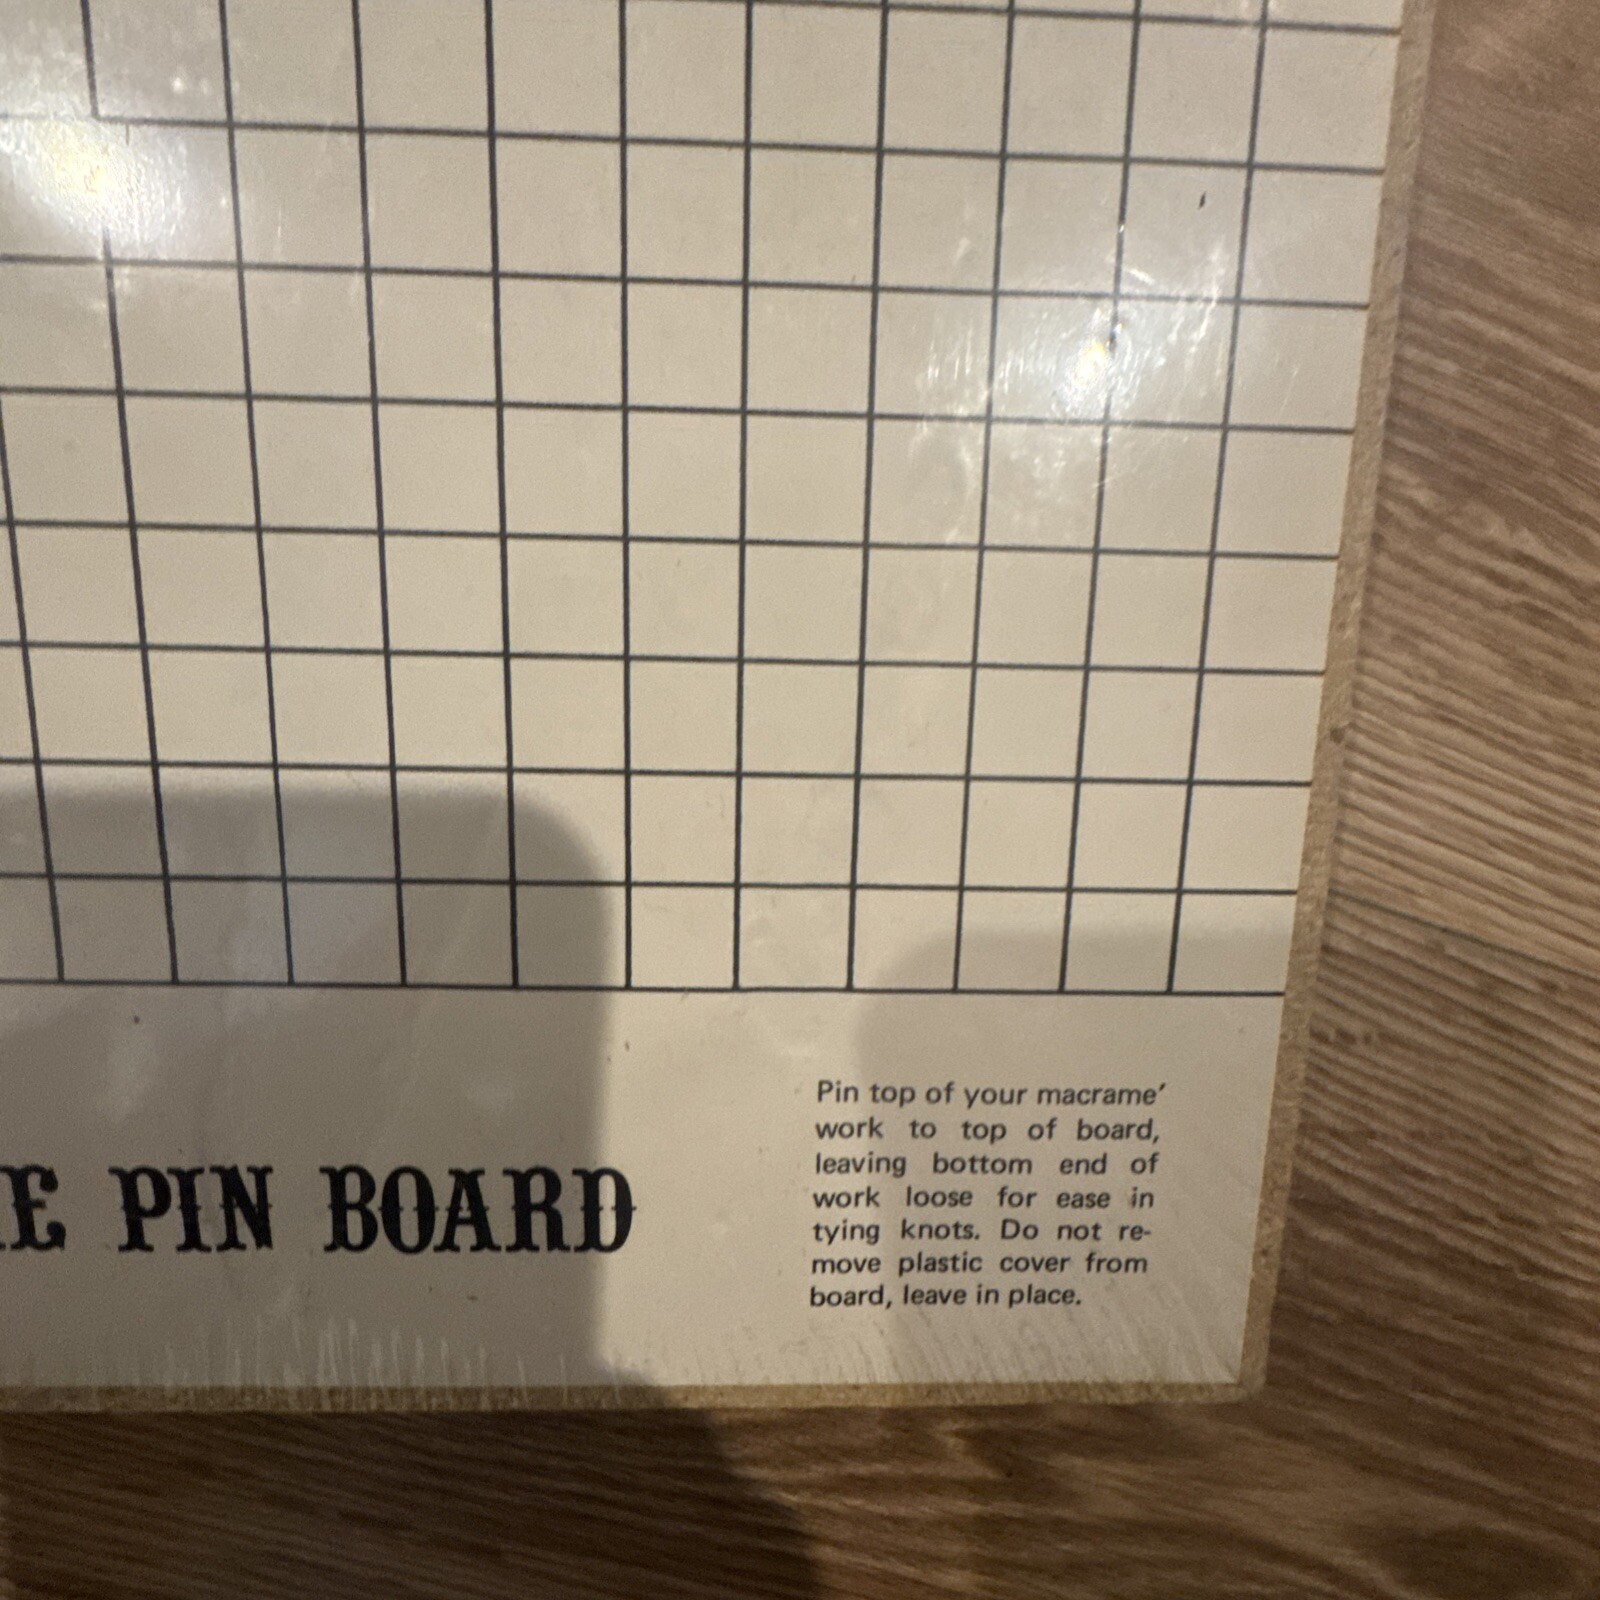 E PIN BOARD
Pin top of your macrame'
work to top of board,
leaving bottom end of
work loose for ease in
tying knots. Do not re-
move plastic cover from
board, leave in place.